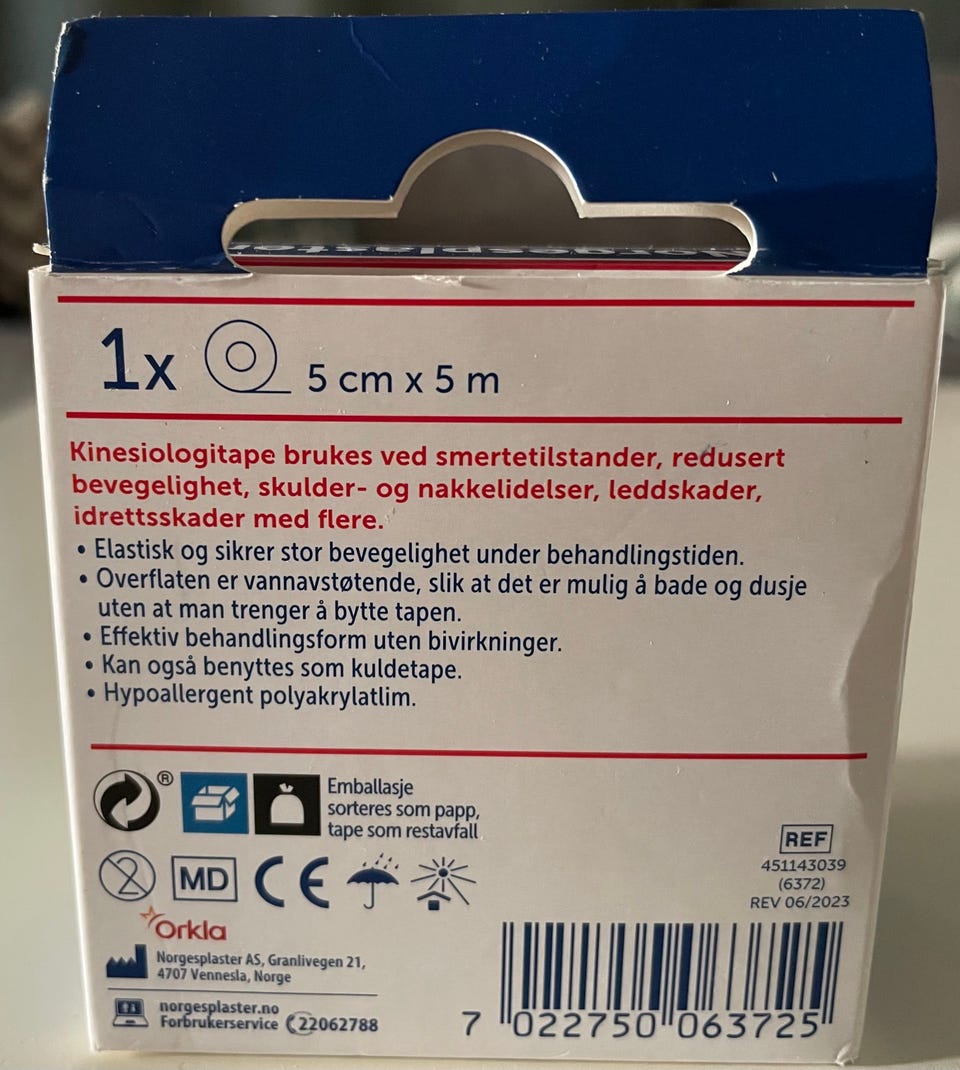 1x 5 cm x 5 m
Kinesiologitape brukes ved smertetilstander, redusert
bevegelighet, skulder- og nakkelidelser, leddskader,
idrettsskader med flere.
• Elastisk og sikrer stor bevegelighet under behandlingstiden.
• Overflaten er vannavstøtende, slik at det er mulig å bade og dusje
uten at man trenger å bytte tapen.
• Effektiv behandlingsform uten bivirkninger.
• Kan også benyttes som kuldetape.
• Hypoallergent polyakrylatlim.
®
Emballasje
sorteres som papp,
tape som restavfall
2
MD CE
REF
451143039
(6372)
REV 06/2023
Orkla
Norgesplaster AS, Granlivegen 21,
4707 Vennesla, Norge
norgesplaster.no
Forbrukerservice 22062788
7 022750 063725